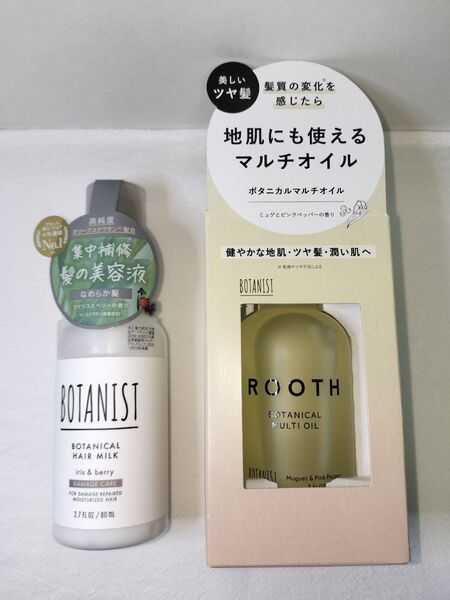 高純度
オリーブスクワラン配合
No.1
集中補修
髪の美容液
なめらか髪
アイリスとベリーの香り
BOTANIST
BOTANICAL
HAIR MILK
iris & berry
DAMAGE CARE
FOR DAMAGE REPAIRED
MOISTURIZED HAIR
2.7 FL OZ / 80 mL
美しい
ツヤ髪
髪質の変化を
感じたら
地肌にも使える
マルチオイル
ボタニカルマルチオイル
ミュゲとピンクペッパーの香り
健やかな地肌・ツヤ髪・潤い肌へ
BOTANIST
ROOTH
BOTANICAL
MULTI OIL
BOTANIST
Muguet & Pink Pepper